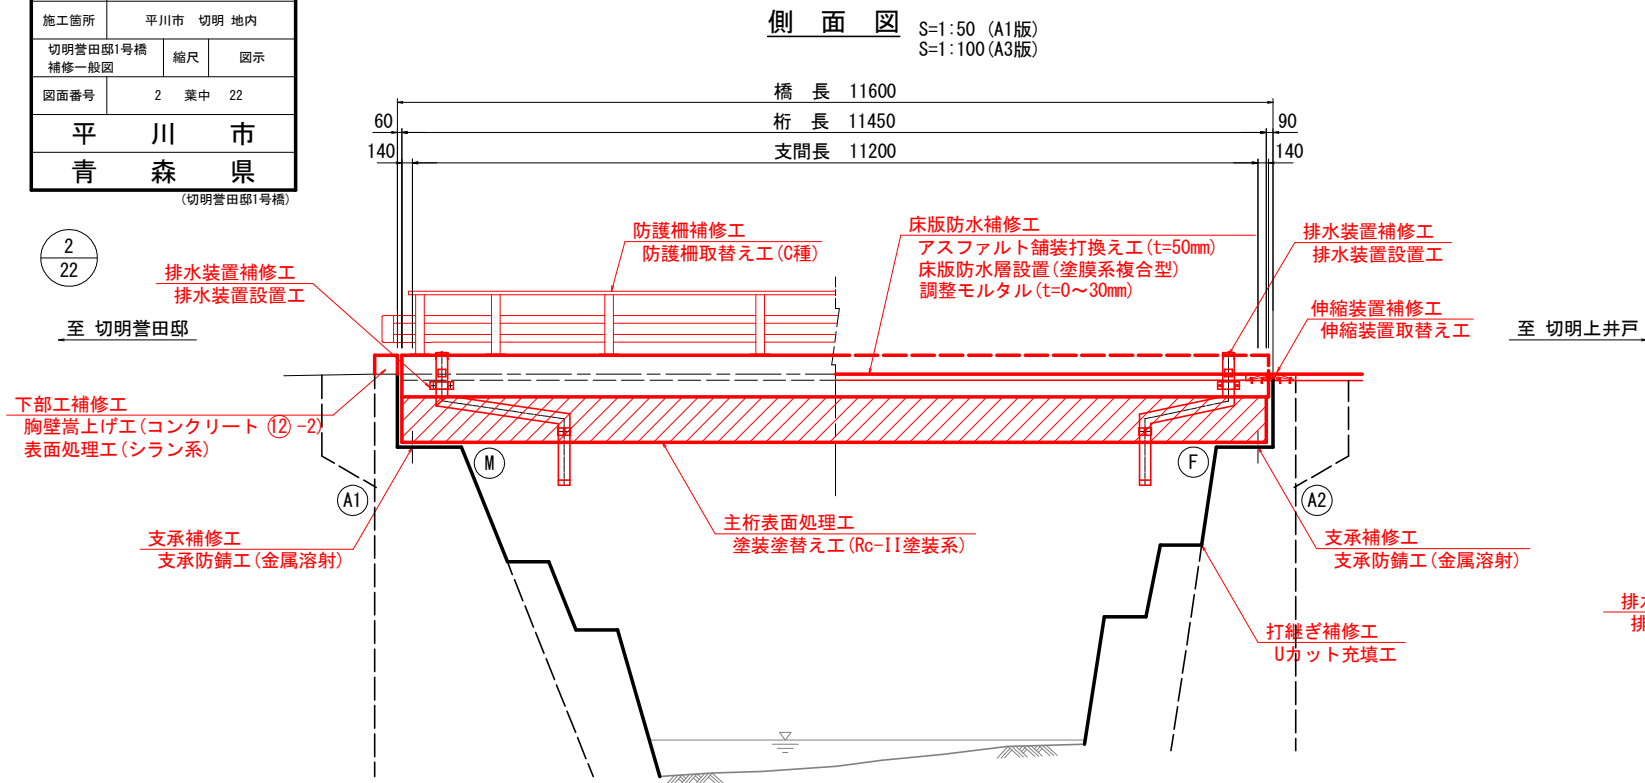 施工箇所 平川市 切明 地内
切明誉田邸1号橋
補修一般図 縮尺 図示
図面番号 2 葉中 22
平 川 市
青 森 県
(切明誉田邸1号橋)
2
22
側 面 図
S=1:50 (A1版)
S=1:100(A3版)
橋 長 11600
60 桁 長 11450 90
140 支間長 11200 140
防護柵補修工
防護柵取替え工(C種)
床版防水補修工
アスファルト舗装打換え工(t=50mm)
床版防水層設置(塗膜系複合型)
調整モルタル(t=0〜30mm)
排水装置補修工
排水装置設置工
排水装置補修工
排水装置設置工
伸縮装置補修工
伸縮装置取替え工
至 切明誉田邸
至 切明上井戸
下部工補修工
胸壁嵩上げ工(コンクリート ⑫-2)
表面処理工(シラン系)
M
F
A1
A2
支承補修工
支承防錆工(金属溶射)
主桁表面処理工
塗装塗替え工(Rc-II塗装系)
支承補修工
支承防錆工(金属溶射)
打継ぎ補修工
Uカット充填工
排
排